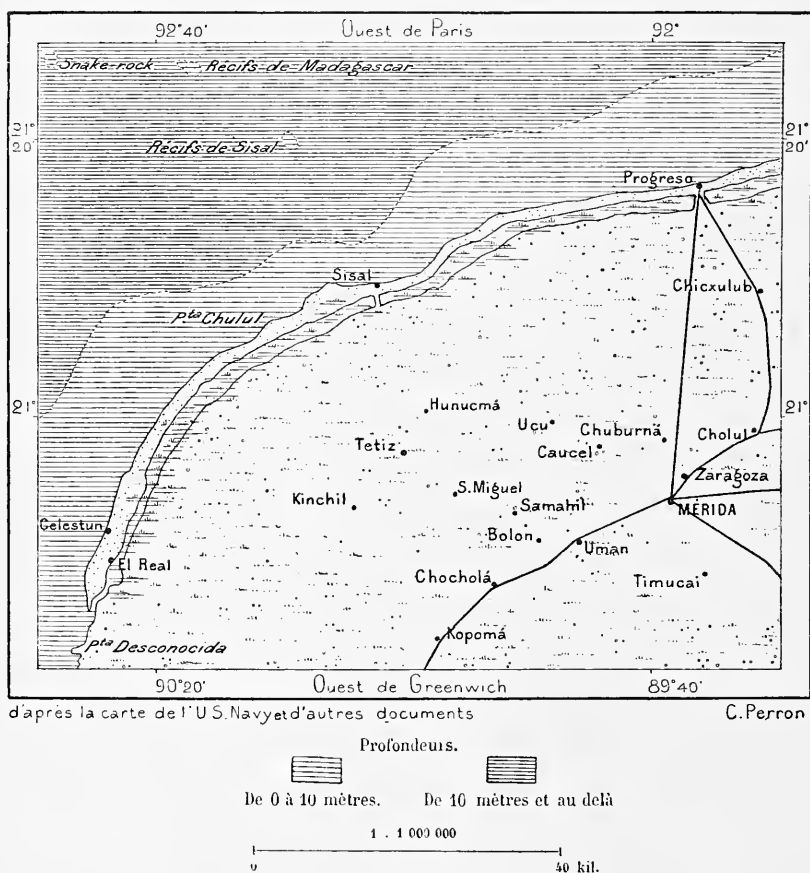 92°40' Ouest de Paris 92°
Snake-rock Récifs-de-Madagascar
21° 20' 21° 20'
Récifs-de-Sisal
Progreso
Sisal
Chicxulub
Pta Chulul
21° 21°
Hunucmá
Uçu
Chuburná
Cholul
Tetiz
Caucel
Zaragoza
Kinchil
S.Miguel
Samahil
MÉRIDA
Celestun
Bolon
Uman
El Real
Chocholá
Timucai
Kopomá
Pta Desconocida
90°20' Ouest de Greenwich 89°40'
d'après la carte de l'U S.Navy et d'autres documents C.Perron
Profondeurs.
De 0 à 10 mètres. De 10 mètres et au delà
1 . 1 000 000
0 40 kil.